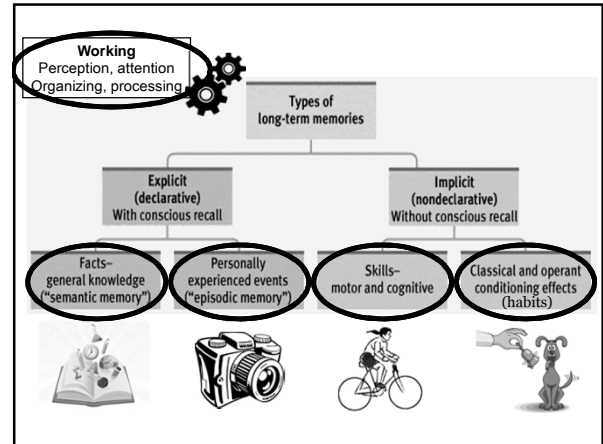 Working
Perception, attention
Organizing, processing
Types of
long-term memories
Explicit
(declarative)
With conscious recall
Implicit
(nondeclarative)
Without conscious recall
Facts–
general knowledge
(“semantic memory”)
Personally
experienced events
(“episodic memory”)
Skills–
motor and cognitive
Classical and operant
conditioning effects
(habits)